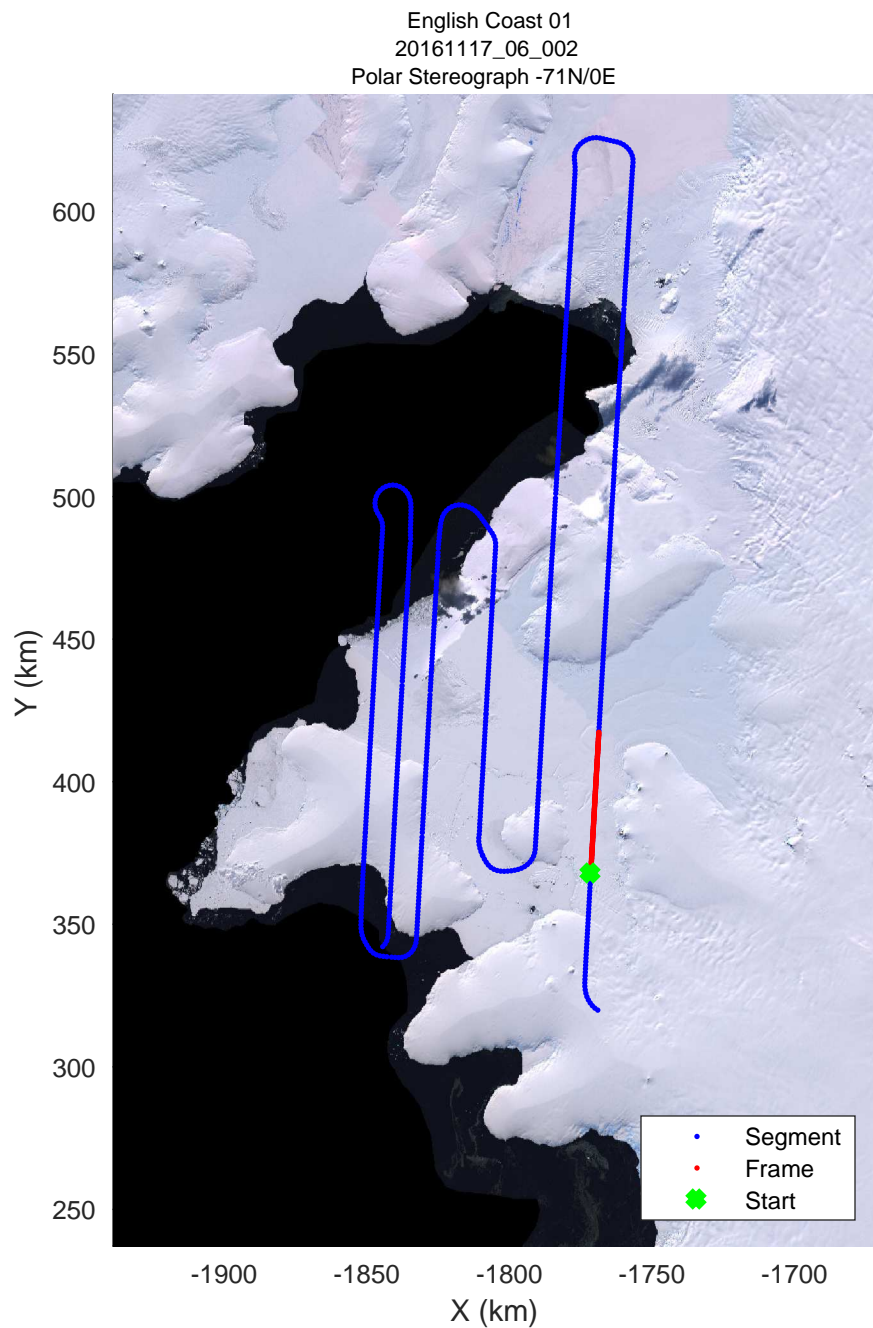 English Coast 01
20161117_06_002
Polar Stereograph -71N/0E
600
550
500
450
400
350
300
250
Y (km)
-1900
-1850
-1800
-1750
-1700
X (km)
Segment
Frame
Start